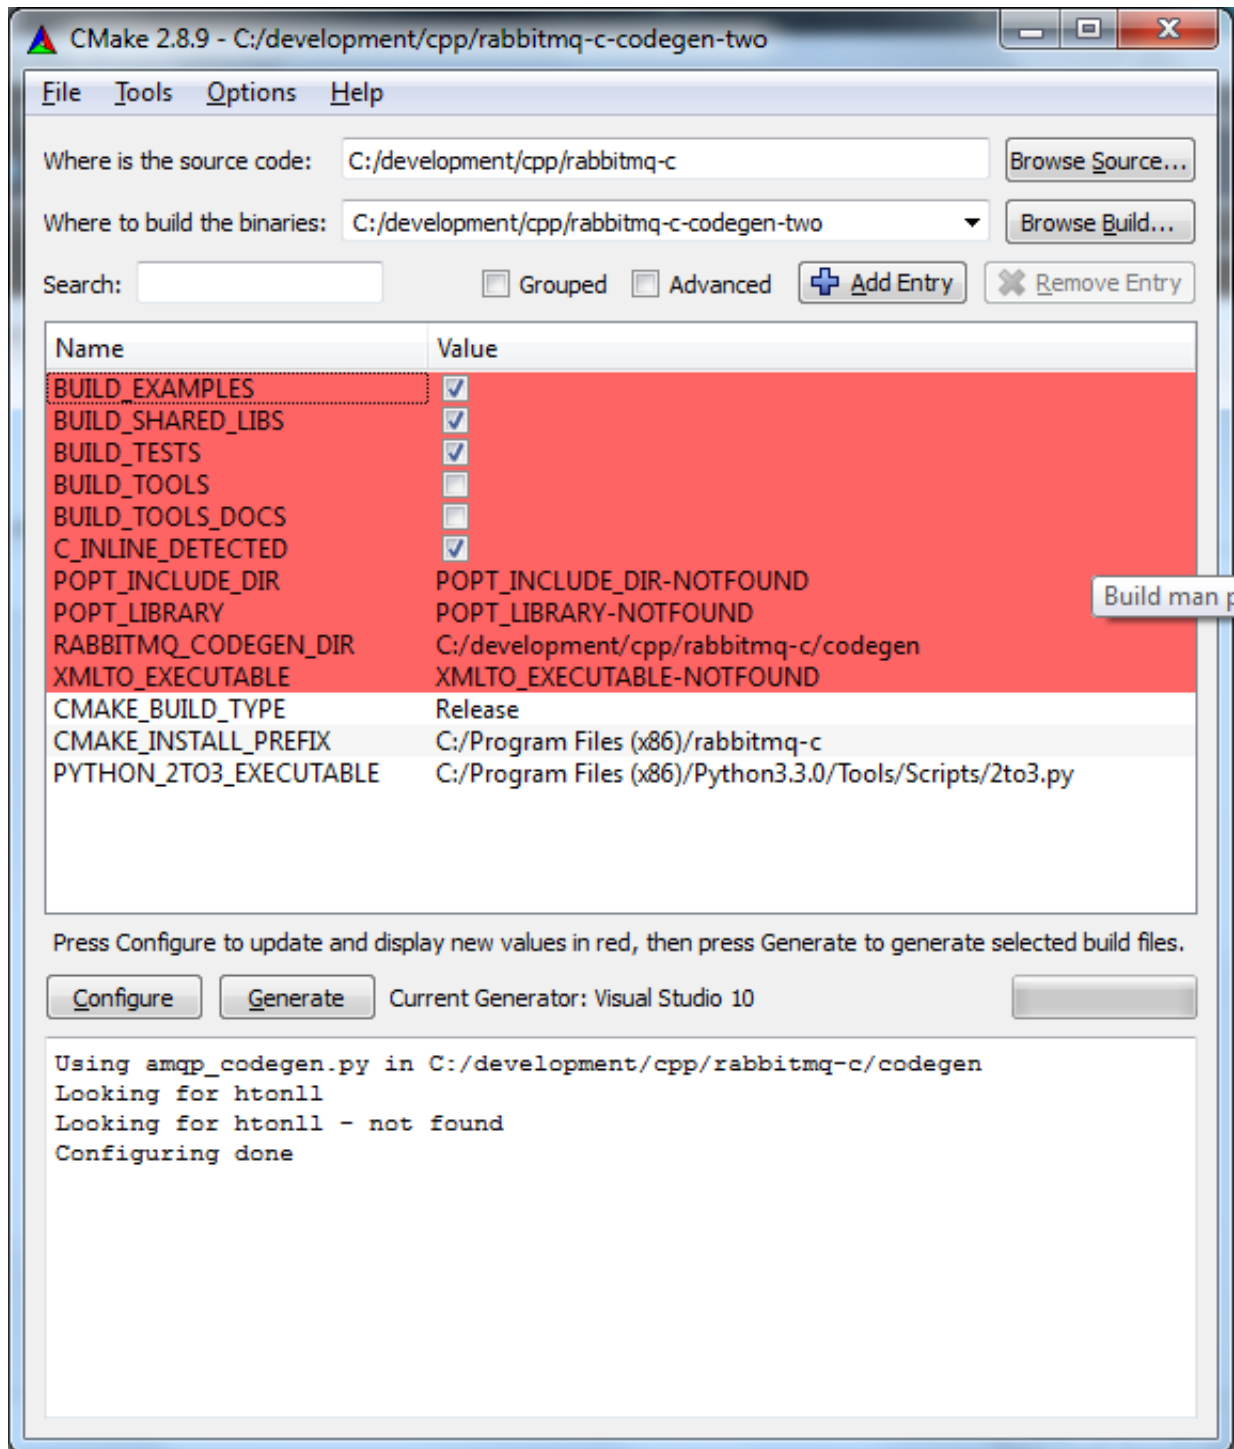 CMake 2.8.9 - C:/development/cpp/rabbitmq-c-codegen-two
File Tools Options Help
Where is the source code: C:/development/cpp/rabbitmq-c Browse Source...
Where to build the binaries: C:/development/cpp/rabbitmq-c-codegen-two Browse Build...
Search: Grouped Advanced Add Entry Remove Entry
Name Value
BUILD_EXAMPLES
BUILD_SHARED_LIBS
BUILD_TESTS
BUILD_TOOLS
BUILD_TOOLS_DOCS
C_INLINE_DETECTED
POPT_INCLUDE_DIR POPT_INCLUDE_DIR-NOTFOUND
Build man p
POPT_LIBRARY POPT_LIBRARY-NOTFOUND
RABBITMQ_CODEGEN_DIR C:/development/cpp/rabbitmq-c/codegen
XMLTO_EXECUTABLE XMLTO_EXECUTABLE-NOTFOUND
CMAKE_BUILD_TYPE Release
CMAKE_INSTALL_PREFIX C:/Program Files (x86)/rabbitmq-c
PYTHON_2TO3_EXECUTABLE C:/Program Files (x86)/Python3.3.0/Tools/Scripts/2to3.py
Press Configure to update and display new values in red, then press Generate to generate selected build files.
Configure Generate Current Generator: Visual Studio 10
Using amqp_codegen.py in C:/development/cpp/rabbitmq-c/codegen
Looking for htonll
Looking for htonll - not found
Configuring done